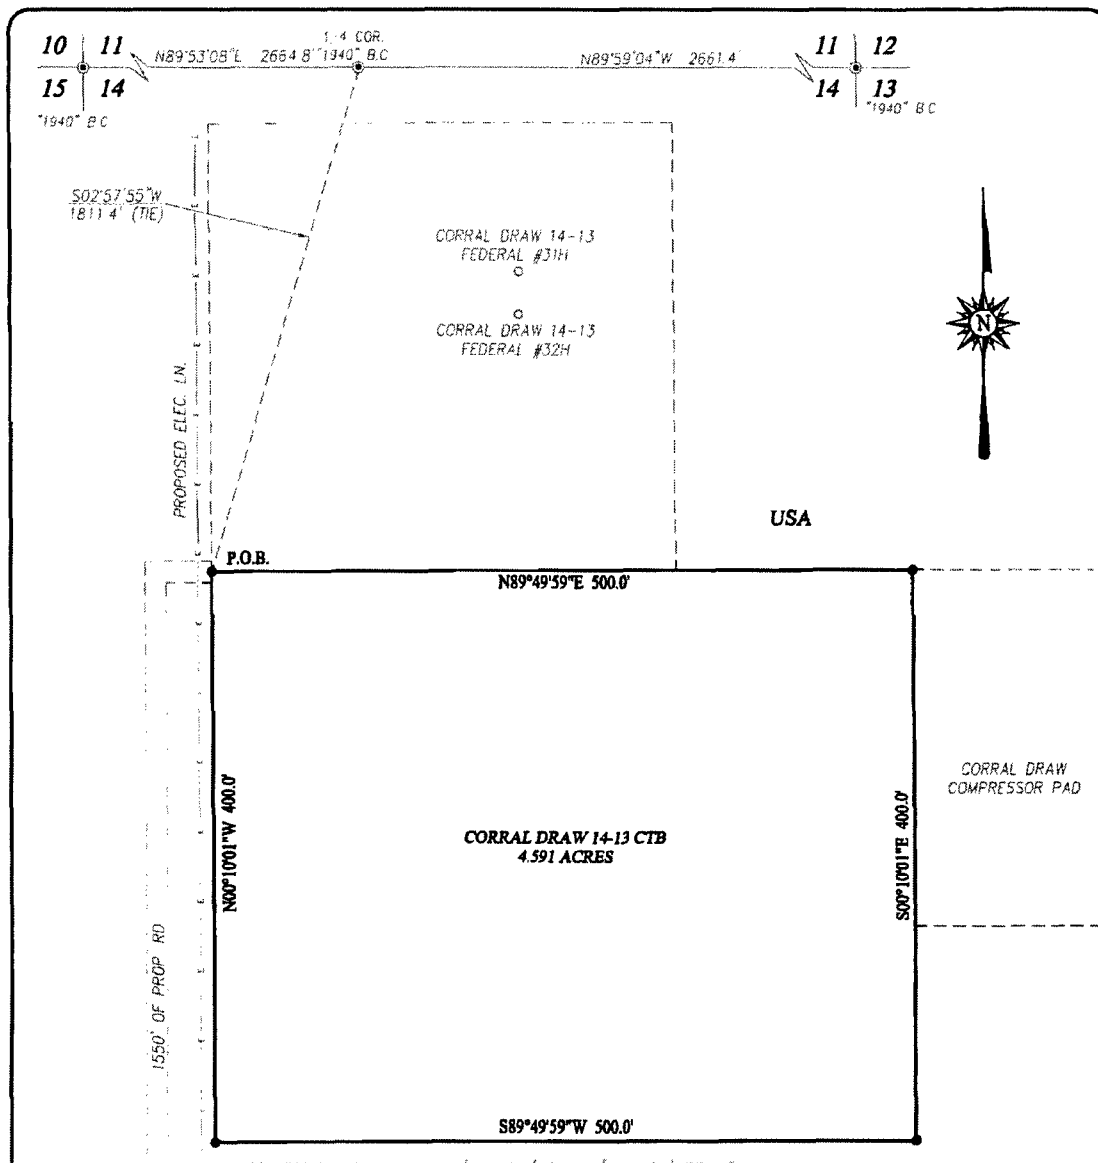 10 11
15 14
"1940" B C
N89°53'08"E 2664 8'
1/4 COR.
"1940" B.C
N89°59'04"W 2661.4'
11 12
14 13
"1940" B C
S02°57'55"W
1811 4' (TIE)
CORRAL DRAW 14-13
FEDERAL #31H
CORRAL DRAW 14-13
FEDERAL #32H
N
PROPOSED ELEC. LN.
USA
P.O.B.
N89°49'59"E 500.0'
N00°10'01"W 400.0'
CORRAL DRAW 14-13 CTB
4.591 ACRES
S00°10'01"E 400.0'
CORRAL DRAW
COMPRESSOR PAD
1550' OF PROP RD
S89°49'59"W 500.0'